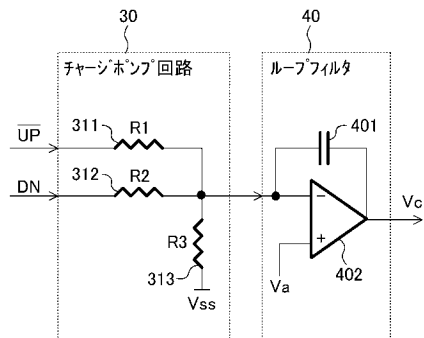 30
40
チャージポンプ回路
ループフィルタ
UP
311
R1
401
DN
312
R2
Vc
R3
313
Vss
Va
402
−
+